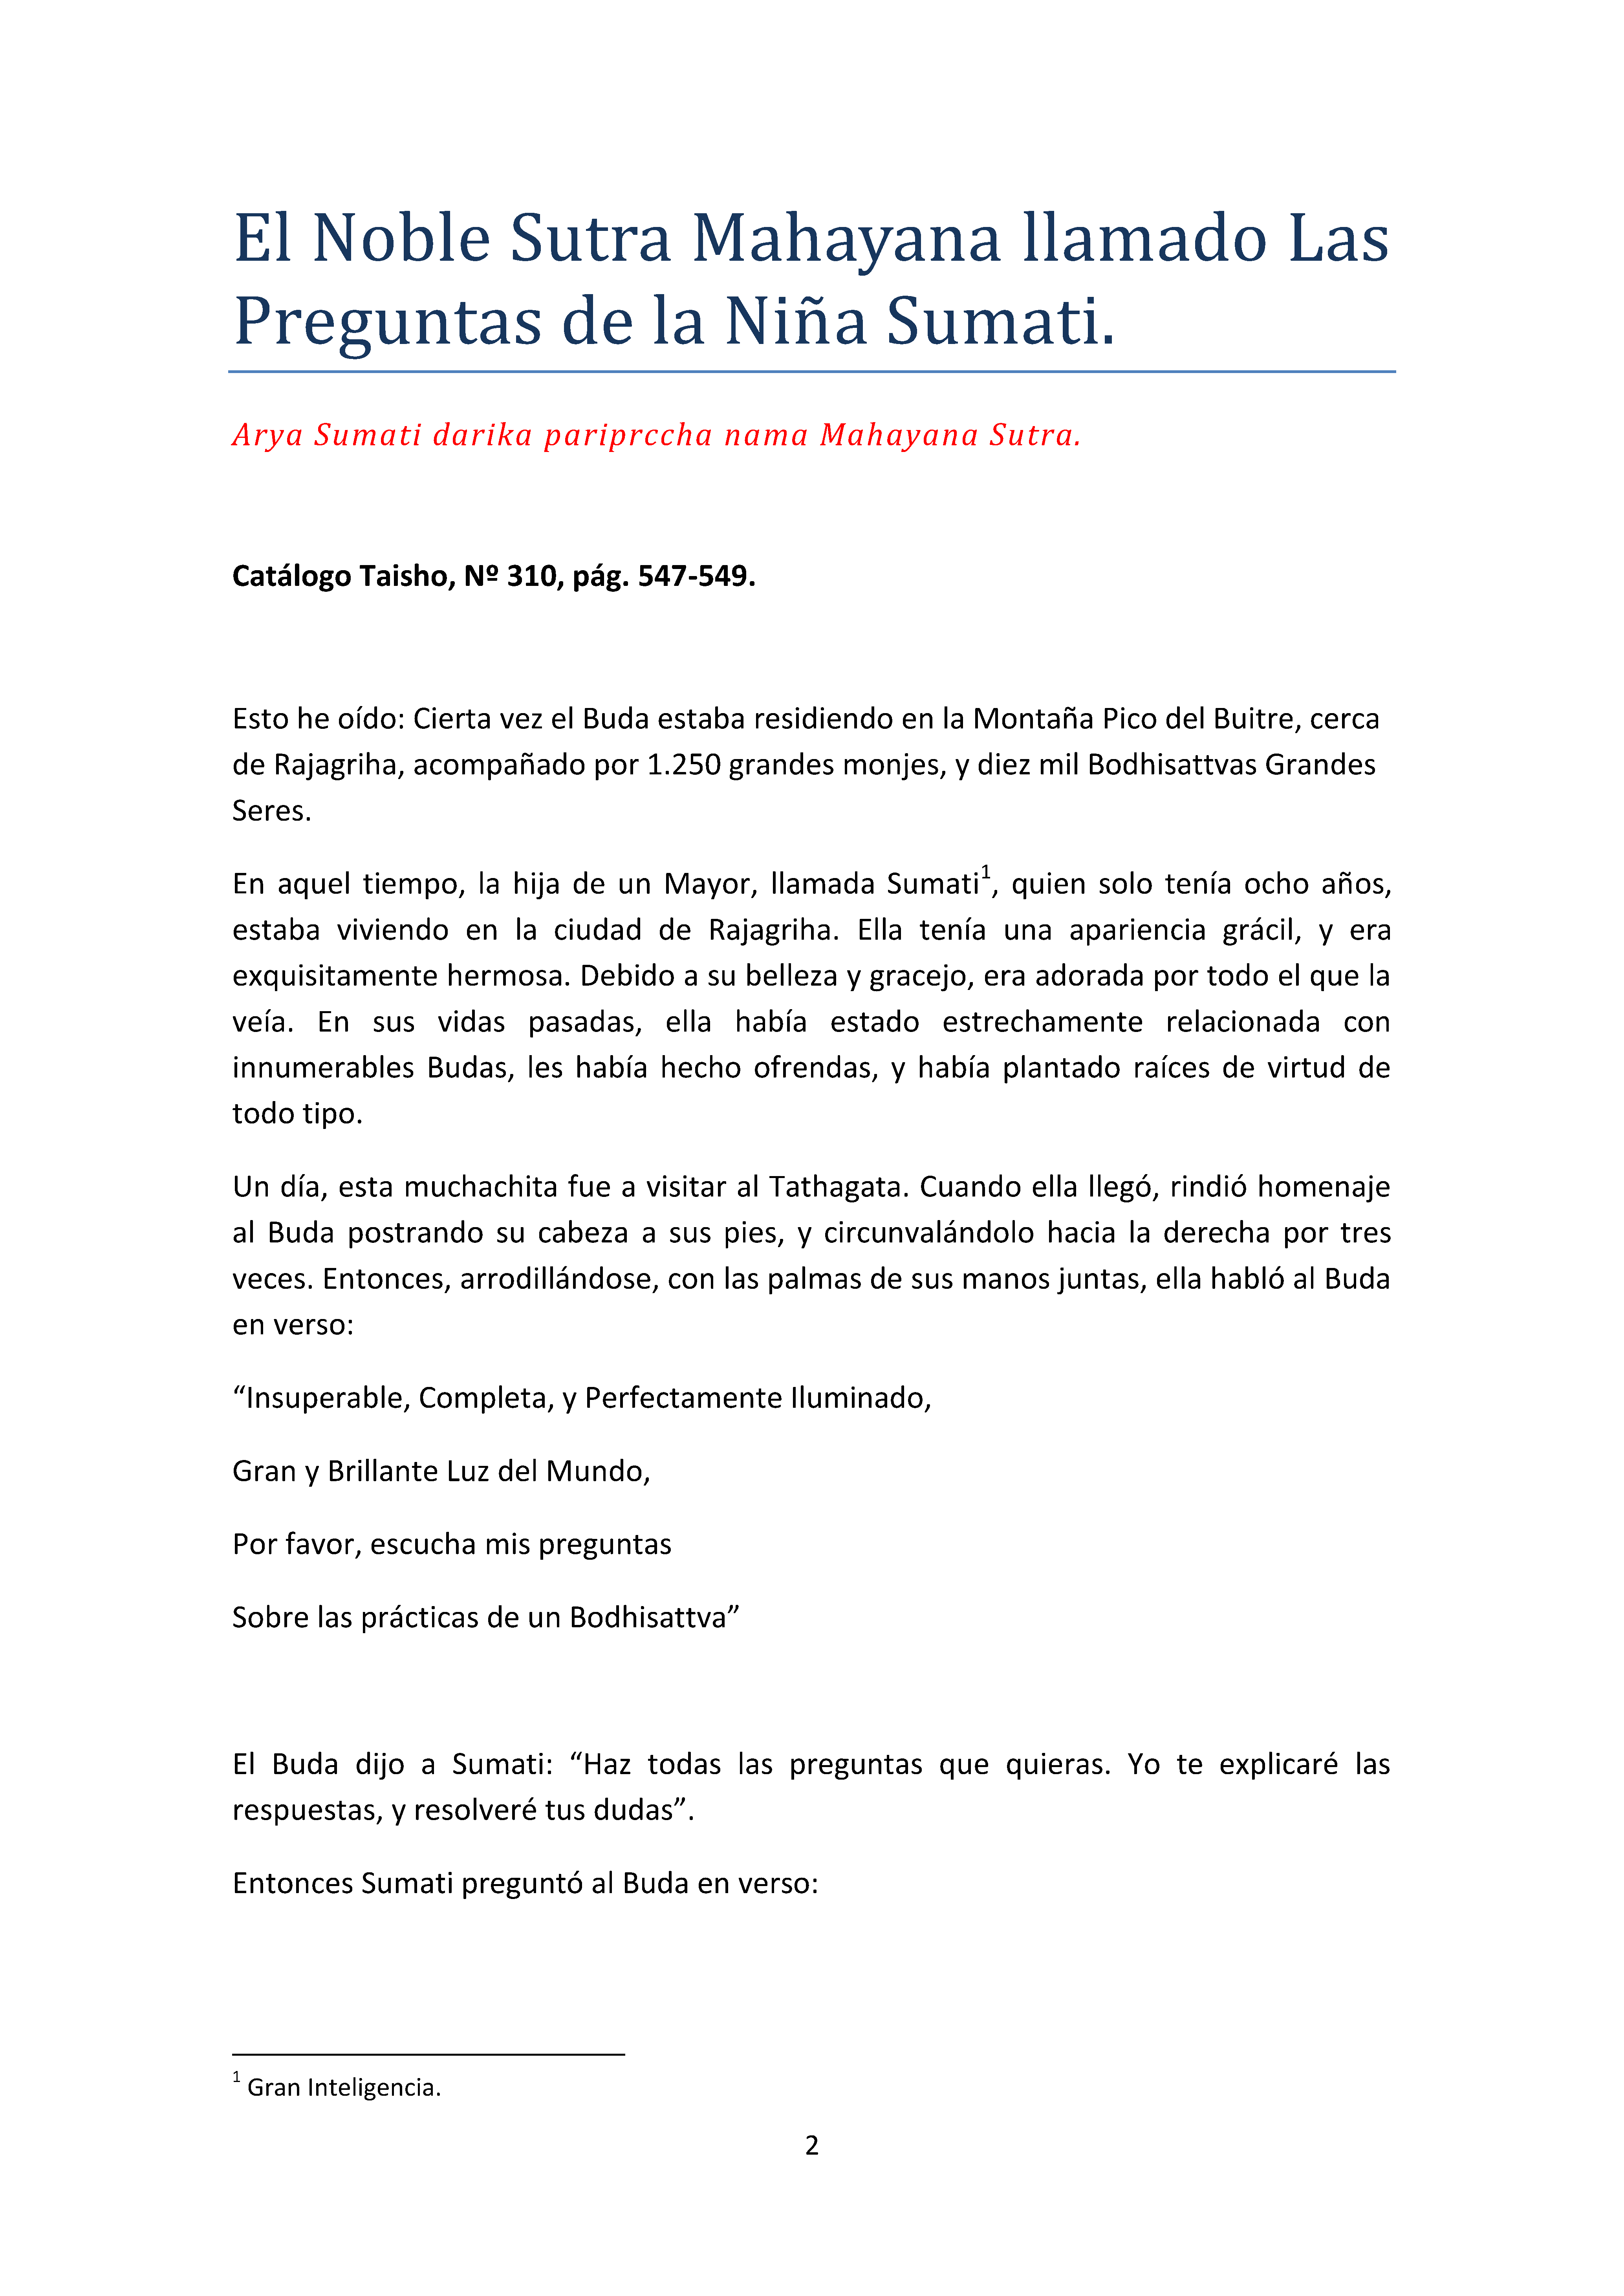 El Noble Sutra Mahayana llamado Las
Preguntas de la Niña Sumati.
Arya Sumati darika pariprccha nama Mahayana Sutra.
Catálogo Taisho, Nº 310, pág. 547-549.
Esto he oído: Cierta vez el Buda estaba residiendo en la Montaña Pico del Buitre, cerca
de Rajagriha, acompañado por 1.250 grandes monjes, y diez mil Bodhisattvas Grandes
Seres.
En aquel tiempo, la hija de un Mayor, llamada Sumati1, quien solo tenía ocho años,
estaba viviendo en la ciudad de Rajagriha. Ella tenía una apariencia grácil, y era
exquisitamente hermosa. Debido a su belleza y gracejo, era adorada por todo el que la
veía. En sus vidas pasadas, ella había estado estrechamente relacionada con
innumerables Budas, les había hecho ofrendas, y había plantado raíces de virtud de
todo tipo.
Un día, esta muchachita fue a visitar al Tathagata. Cuando ella llegó, rindió homenaje
al Buda postrando su cabeza a sus pies, y circunvalándolo hacia la derecha por tres
veces. Entonces, arrodillándose, con las palmas de sus manos juntas, ella habló al Buda
en verso:
“Insuperable, Completa, y Perfectamente Iluminado,
Gran y Brillante Luz del Mundo,
Por favor, escucha mis preguntas
Sobre las prácticas de un Bodhisattva”
El Buda dijo a Sumati: “Haz todas las preguntas que quieras. Yo te explicaré las
respuestas, y resolveré tus dudas”.
Entonces Sumati preguntó al Buda en verso:
1 Gran Inteligencia.
2